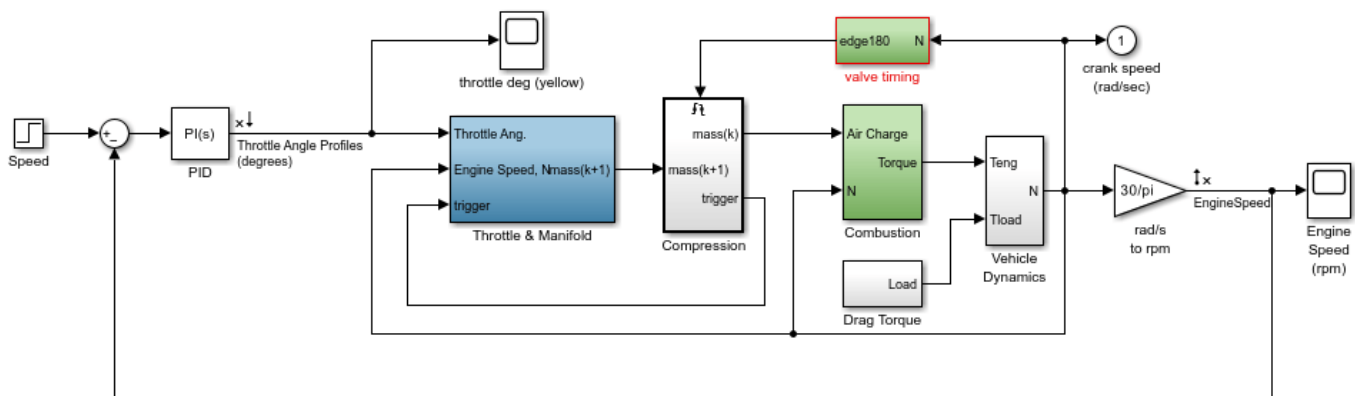 edge180
N
valve timing
1
crank speed
(rad/sec)
throttle deg (yellow)
Speed
+
−
PI(s)
PID
Throttle Angle Profiles
(degrees)
Throttle Ang.
Engine Speed, N
mass(k+1)
trigger
Throttle & Manifold
mass(k)
mass(k+1)
trigger
Compression
Air Charge
Torque
N
Combustion
Load
Drag Torque
Teng
N
Tload
Vehicle
Dynamics
30/pi
rad/s
to rpm
EngineSpeed
Engine
Speed
(rpm)